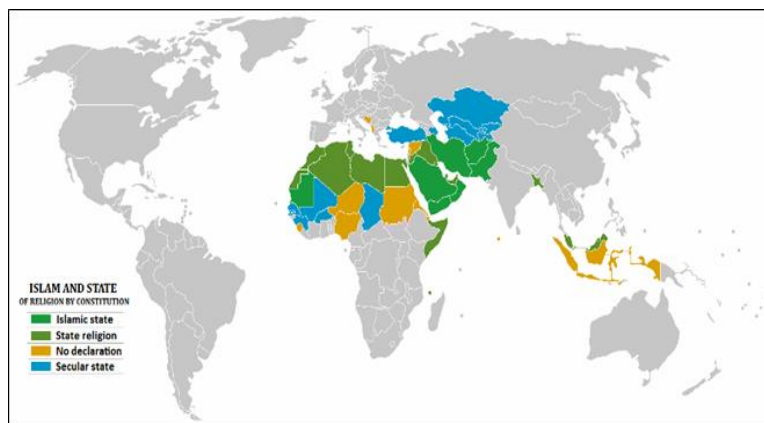 ISLAM AND STATE
OF RELIGION BY CONSTITUTION
Islamic state
State religion
No declaration
Secular state